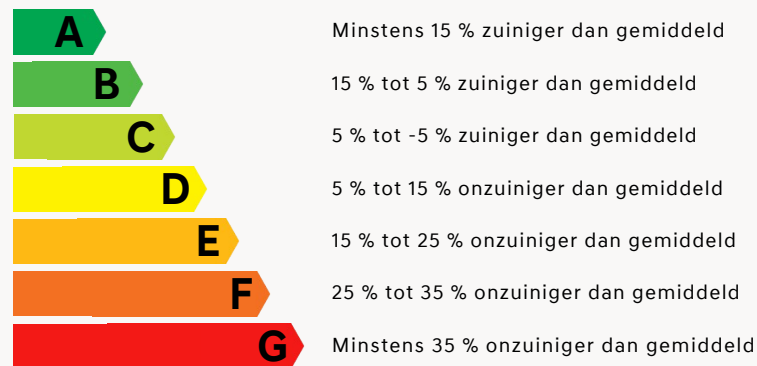 A Minstens 15 % zuiniger dan gemiddeld
B 15 % tot 5 % zuiniger dan gemiddeld
C 5 % tot -5 % zuiniger dan gemiddeld
D 5 % tot 15 % onzuiniger dan gemiddeld
E 15 % tot 25 % onzuiniger dan gemiddeld
F 25 % tot 35 % onzuiniger dan gemiddeld
G Minstens 35 % onzuiniger dan gemiddeld